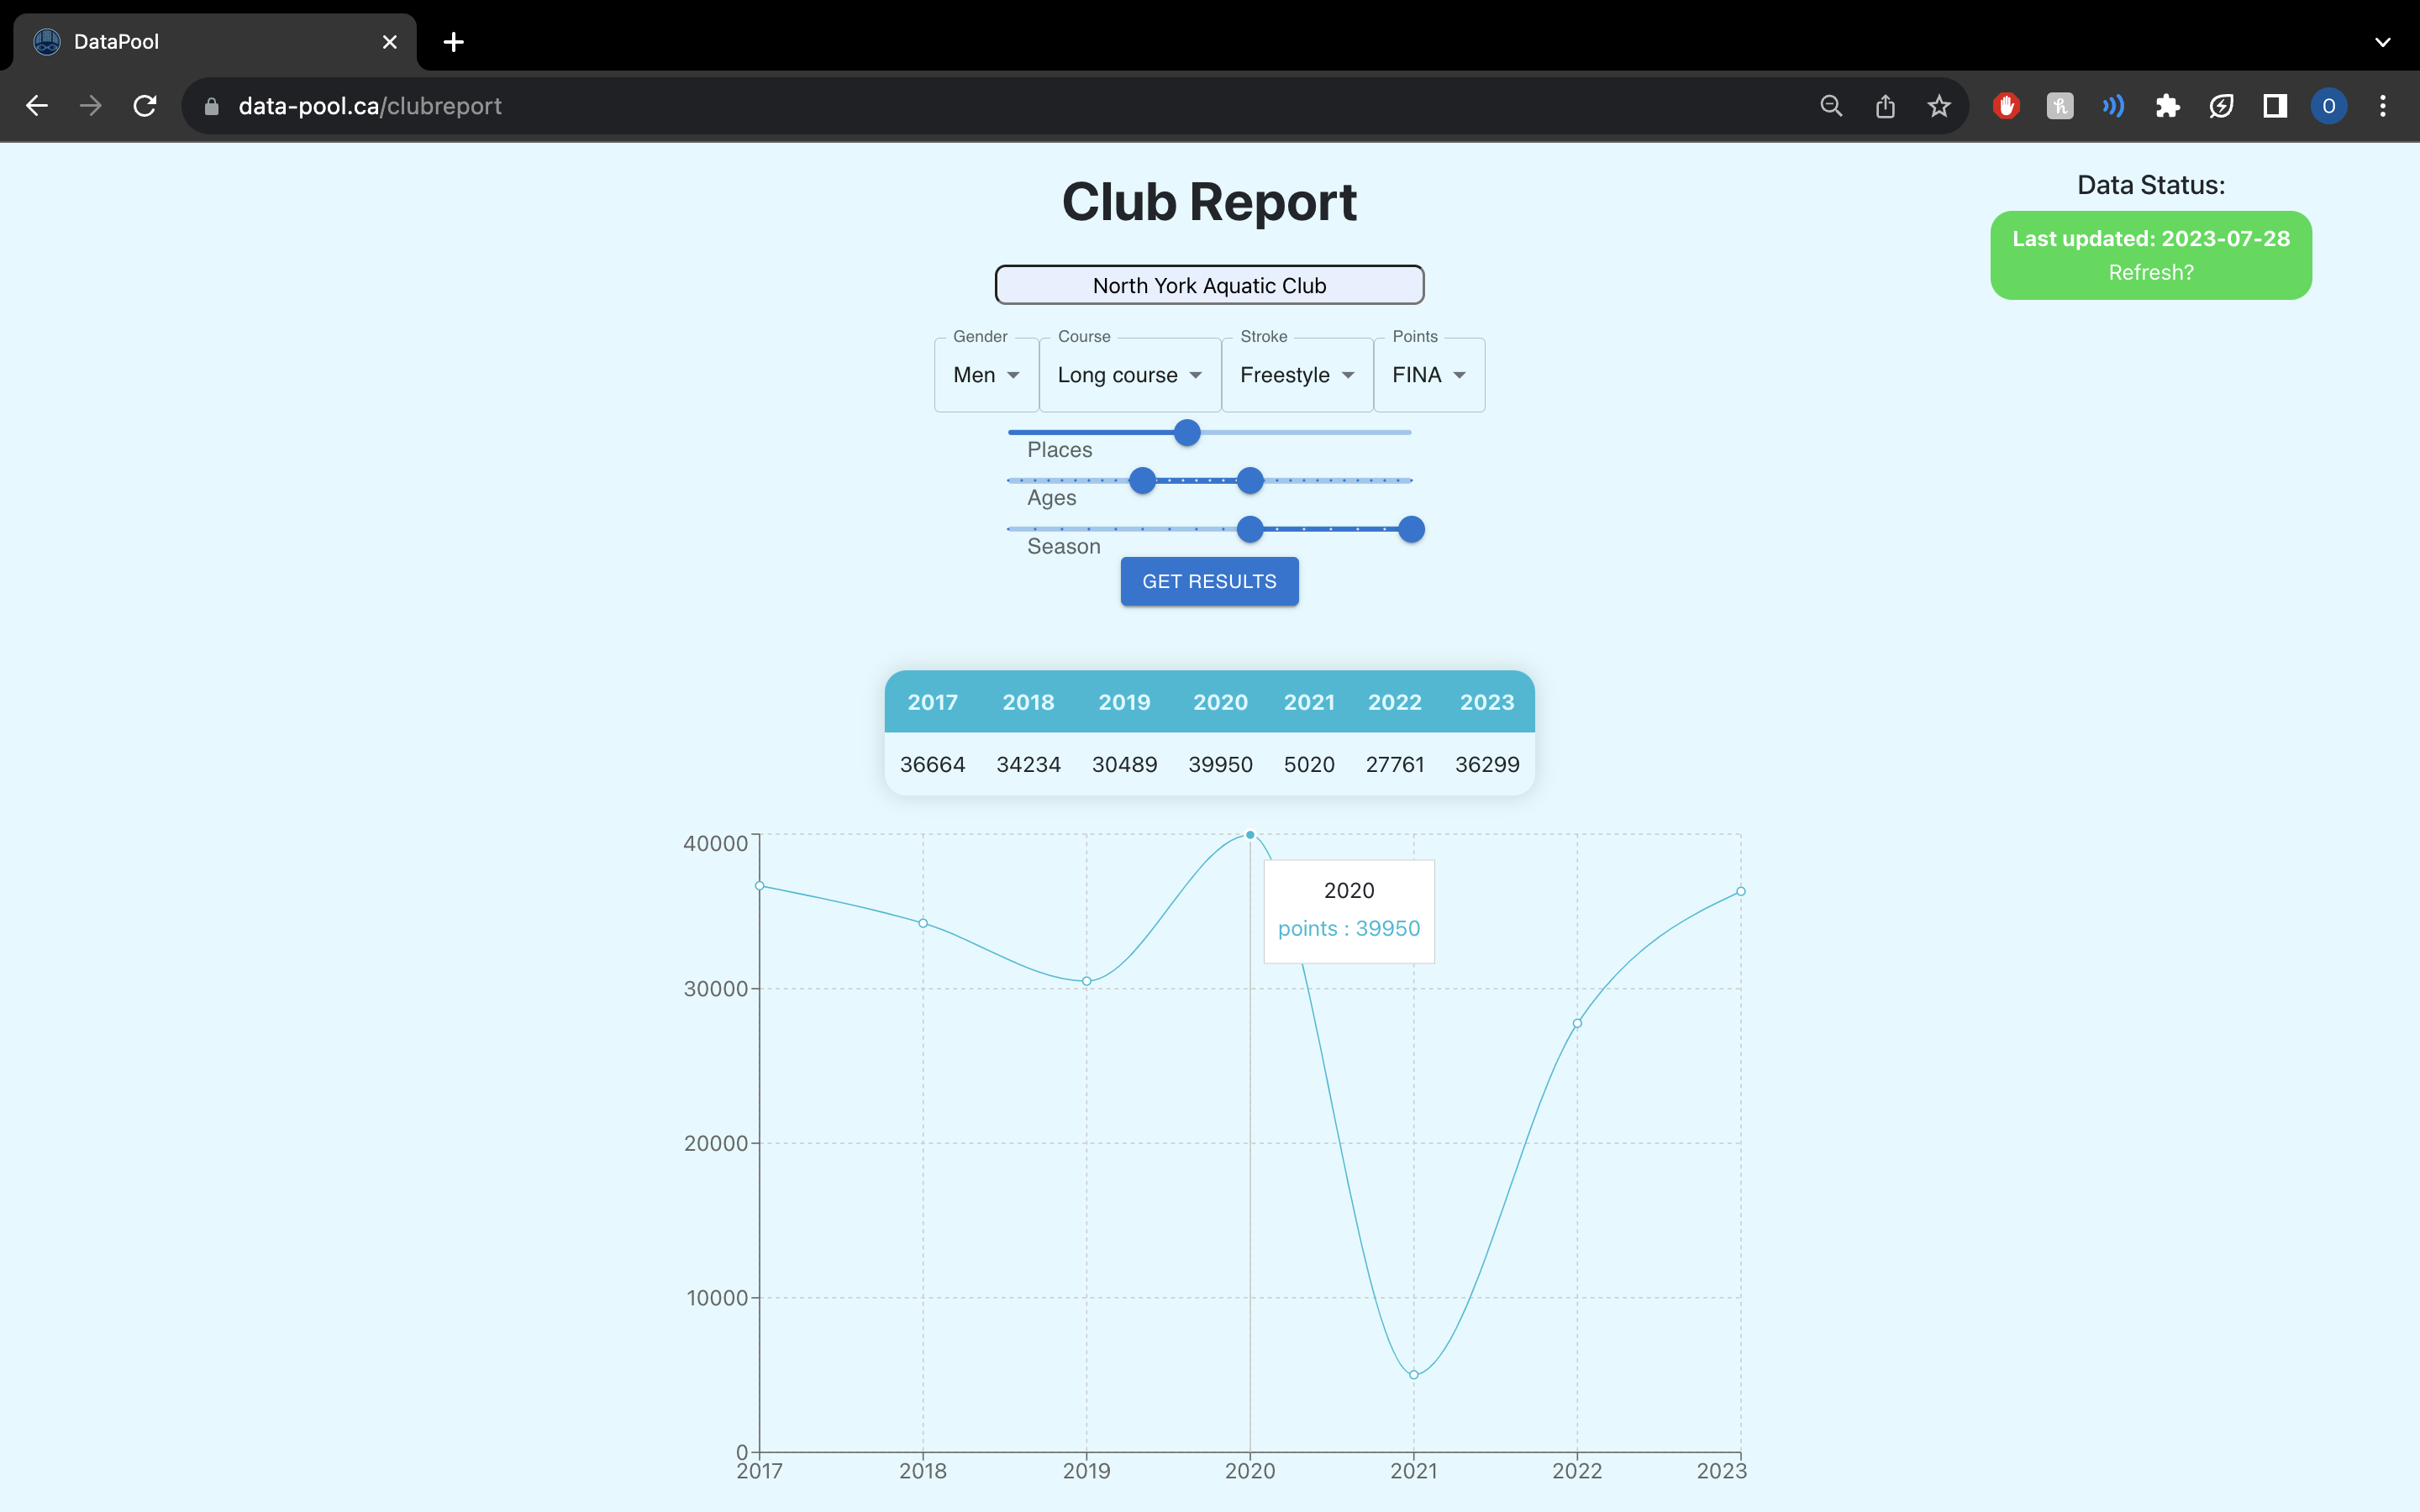 DataPool
data-pool.ca/clubreport
O
Club Report
Data Status:
Last updated: 2023-07-28
Refresh?
North York Aquatic Club
Gender Course Stroke Points
Men Long course Freestyle FINA
Places
Ages
Season
GET RESULTS
2017 2018 2019 2020 2021 2022 2023
36664 34234 30489 39950 5020 27761 36299
40000
2020
points : 39950
30000
20000
10000
0
2017 2018 2019 2020 2021 2022 2023